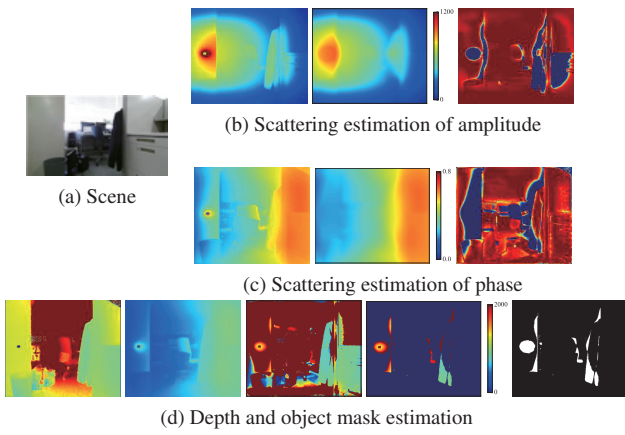 1200
0
(b) Scattering estimation of amplitude
(a) Scene
0.8
0.0
(c) Scattering estimation of phase
2000
0
(d) Depth and object mask estimation